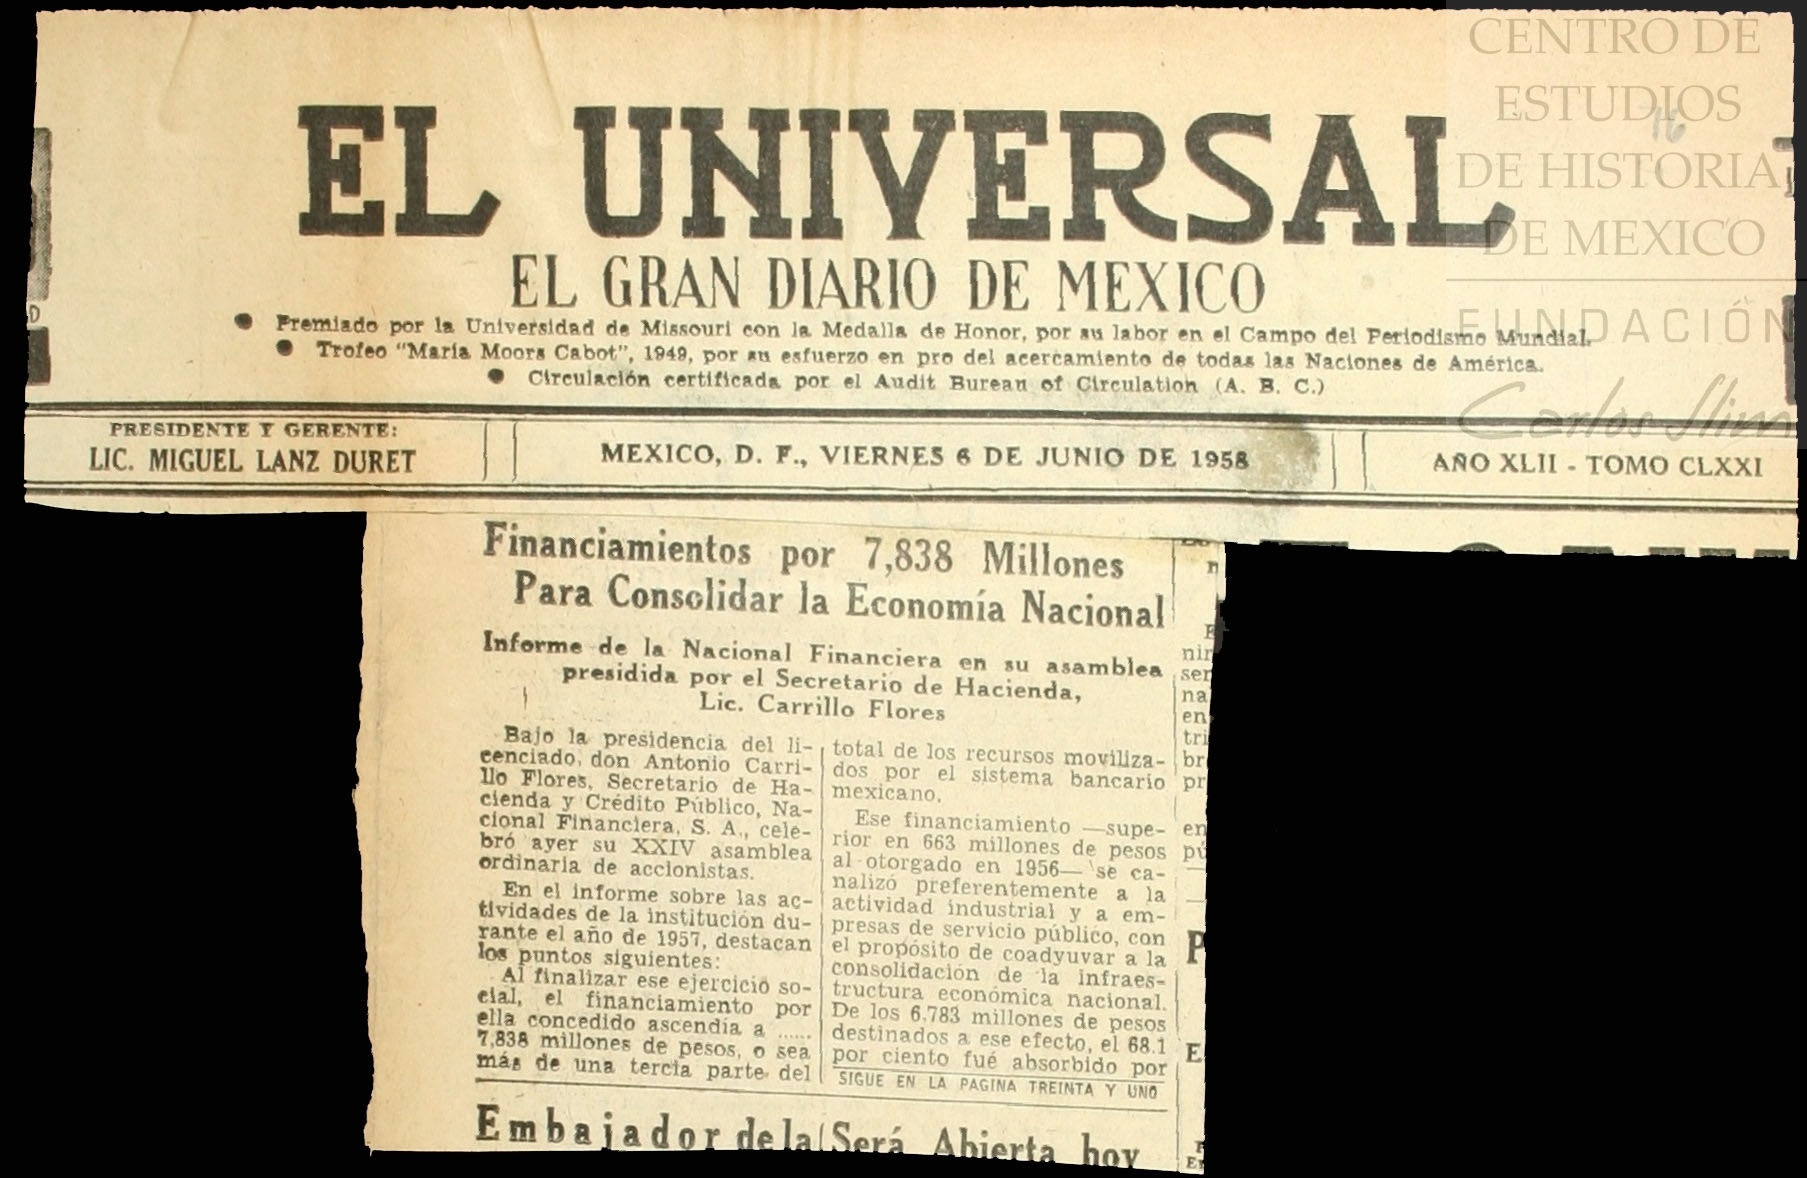 CENTRO DE
ESTUDIOS
DE HISTORIA
DE MEXICO
FUNDACIÓN
Carlos Slim
76
EL UNIVERSAL
EL GRAN DIARIO DE MEXICO
● Premiado por la Universidad de Missouri con la Medalla de Honor, por su labor en el Campo del Periodismo Mundial.
● Trofeo "Maria Moors Cabot", 1949, por su esfuerzo en pro del acercamiento de todas las Naciones de América.
● Circulación certificada por el Audit Bureau of Circulation (A. B. C.)
D
PRESIDENTE Y GERENTE:
LIC. MIGUEL LANZ DURET
MEXICO, D. F., VIERNES 6 DE JUNIO DE 1958
AÑO XLII - TOMO CLXXI
Financiamientos por 7,838 Millones
Para Consolidar la Economía Nacional
Informe de la Nacional Financiera en su asamblea
presidida por el Secretario de Hacienda,
Lic. Carrillo Flores
Bajo la presidencia del li-
cenciado, don Antonio Carri-
llo Flores, Secretario de Ha-
cienda y Crédito Público, Na-
cional Financiera, S. A., cele-
bró ayer su XXIV asamblea
ordinaria de accionistas.
En el informe sobre las ac-
tividades de la institución du-
rante el año de 1957, destacan
los puntos siguientes:
Al finalizar ese ejercicio so-
cial, el financiamiento por
ella concedido ascendía a ......
7,838 millones de pesos, o sea
más de una tercia parte del
total de los recursos moviliza-
dos por el sistema bancario
mexicano.
Ese financiamiento —supe-
rior en 663 millones de pesos
al otorgado en 1956— se ca-
nalizó preferentemente a la
actividad industrial y a em-
presas de servicio público, con
el propósito de coadyuvar a la
consolidación de la infraes-
tructura económica nacional.
De los 6,783 millones de pesos
destinados a ese efecto, el 68.1
por ciento fué absorbido por
SIGUE EN LA PAGINA TREINTA Y UNO
nir
ser
na
en
tri
br
pr
en
pú
P
E
Embajador de la
Será Abierta hoy